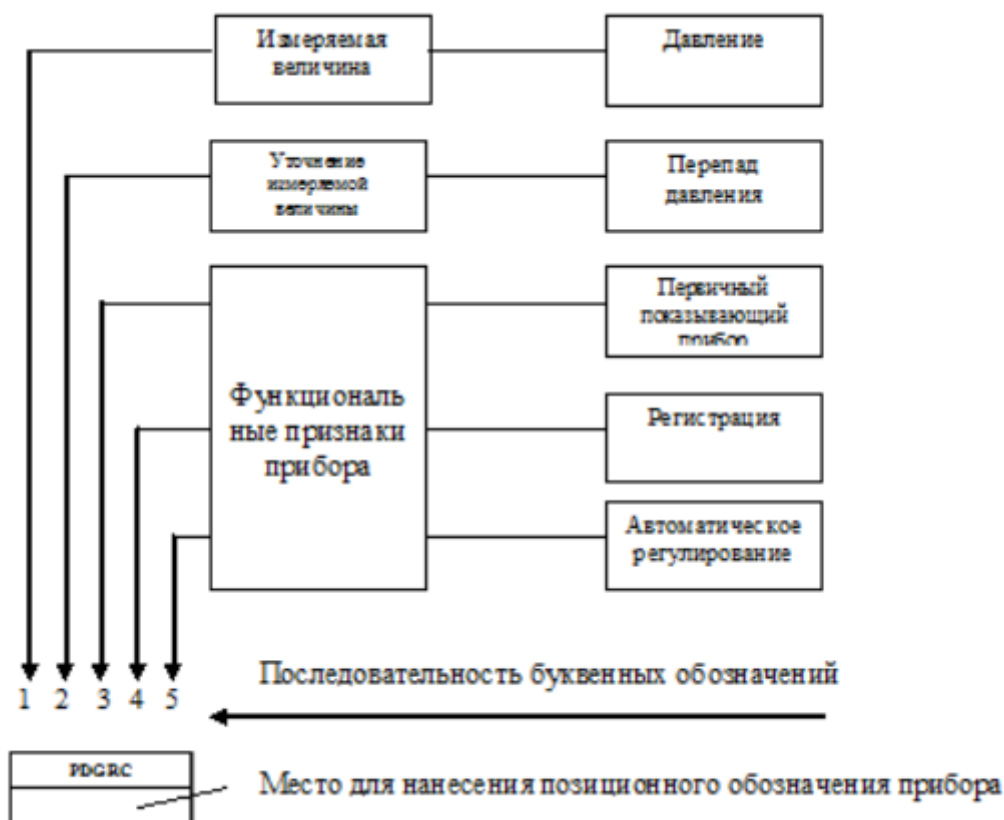 Измеряемая
величина
Давление
Уточнение
измеряемой
величины
Перепад
давления
Первичный
показывающий
прибор
Функциональ
ные признаки
прибора
Регистрация
Автоматическое
регулирование
1 2 3 4 5
Последовательность буквенных обозначений
PDGRC
Место для нанесения позиционного обозначения прибора